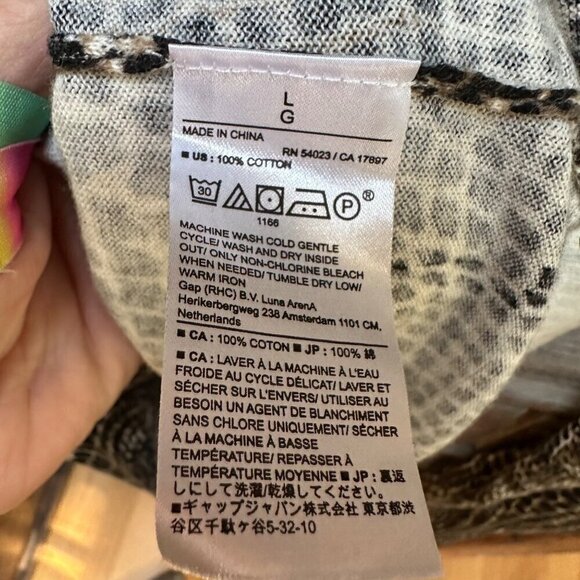 L
G
MADE IN CHINA RN 54023 / CA 17897
■ US : 100% COTTON
30 P ®
1166
MACHINE WASH COLD GENTLE
CYCLE/ WASH AND DRY INSIDE
OUT/ ONLY NON-CHLORINE BLEACH
WHEN NEEDED/ TUMBLE DRY LOW/
WARM IRON
Gap (RHC) B.V. Luna ArenA
Herikerbergweg 238 Amsterdam 1101 CM,
Netherlands
■ CA : 100% COTON ■ JP : 100% 綿
■ CA : LAVER À LA MACHINE À L'EAU
FROIDE AU CYCLE DÉLICAT/ LAVER ET
SÉCHER SUR L'ENVERS/ UTILISER AU
BESOIN UN AGENT DE BLANCHIMENT
SANS CHLORE UNIQUEMENT/ SÉCHER
À LA MACHINE À BASSE
TEMPÉRATURE/ REPASSER À
TEMPÉRATURE MOYENNE ■ JP : 裏返
しにして洗濯/乾燥してください.
■ギャップジャパン株式会社 東京都渋
谷区千駄ヶ谷5-32-10